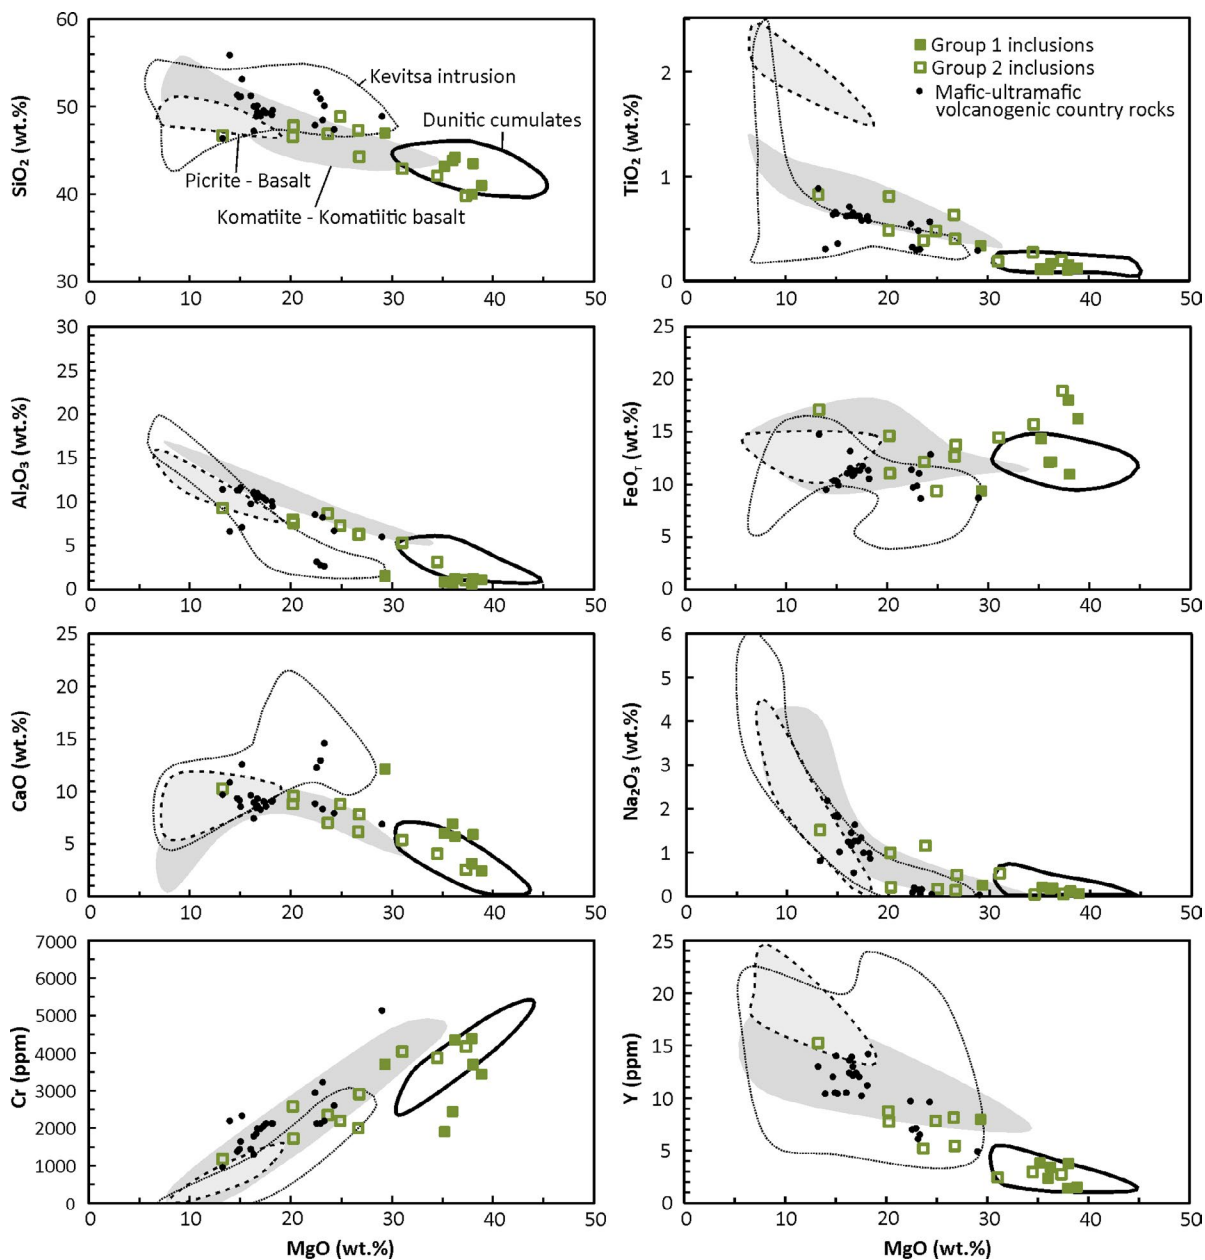 60
50
40
30
SiO₂ (wt.%)
Kevitsa intrusion
Dunitic cumulates
Picrite - Basalt
Komatiite - Komatiitic basalt
0 10 20 30 40 50
2
1
0
TiO₂ (wt.%)
Group 1 inclusions
Group 2 inclusions
Mafic-ultramafic
volcanogenic country rocks
0 10 20 30 40 50
30
25
20
15
10
5
0
Al₂O₃ (wt.%)
0 10 20 30 40 50
25
20
15
10
5
0
FeOT (wt.%)
0 10 20 30 40 50
25
20
15
10
5
0
CaO (wt.%)
0 10 20 30 40 50
6
5
4
3
2
1
0
Na₂O₃ (wt.%)
0 10 20 30 40 50
7000
6000
5000
4000
3000
2000
1000
0
Cr (ppm)
0 10 20 30 40 50
MgO (wt.%)
25
20
15
10
5
0
Y (ppm)
0 10 20 30 40 50
MgO (wt.%)